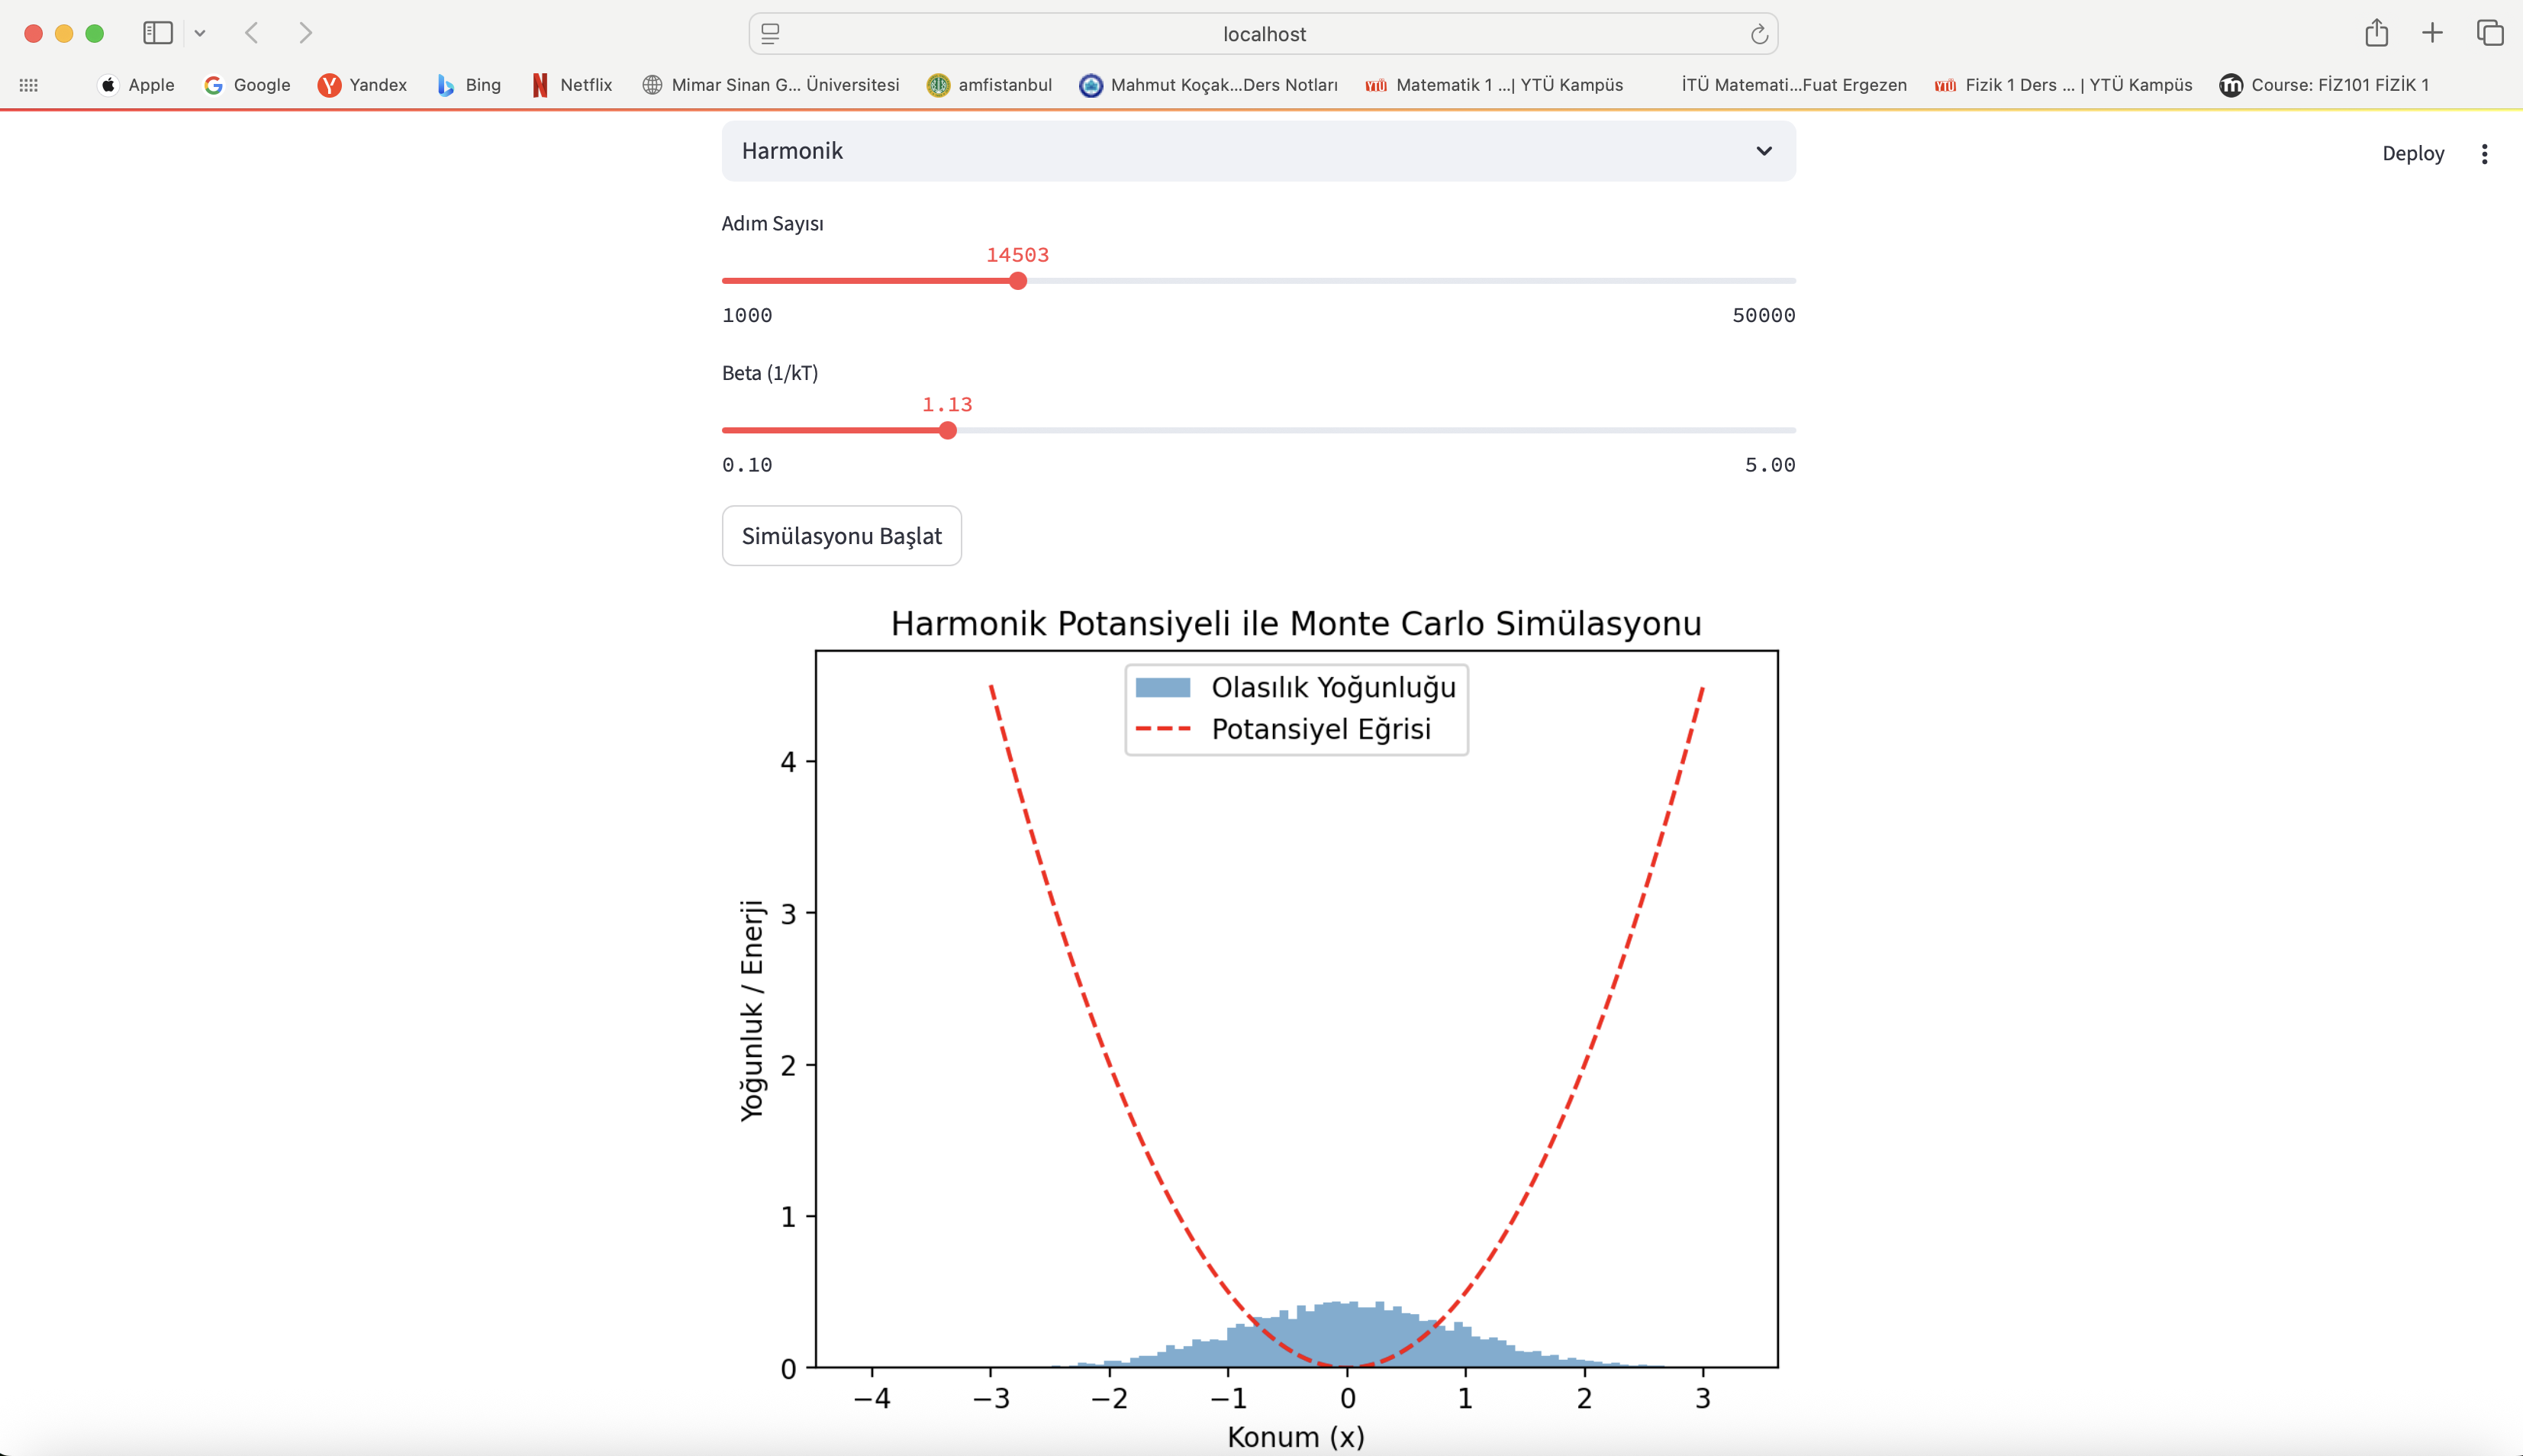 localhost
Apple
Google
Yandex
Bing
Netflix
Mimar Sinan G... Üniversitesi
amfistanbul
Mahmut Koçak...Ders Notları
YTÜ Matematik 1 ...| YTÜ Kampüs
İTÜ Matemati...Fuat Ergezen
YTÜ Fizik 1 Ders ... | YTÜ Kampüs
Course: FİZ101 FİZİK 1
Harmonik
Deploy
Adım Sayısı
14503
1000 50000
Beta (1/kT)
1.13
0.10 5.00
Simülasyonu Başlat
Harmonik Potansiyeli ile Monte Carlo Simülasyonu
Olasılık Yoğunluğu
Potansiyel Eğrisi
4
3
2
1
0
Yoğunluk / Enerji
−4 −3 −2 −1 0 1 2 3
Konum (x)